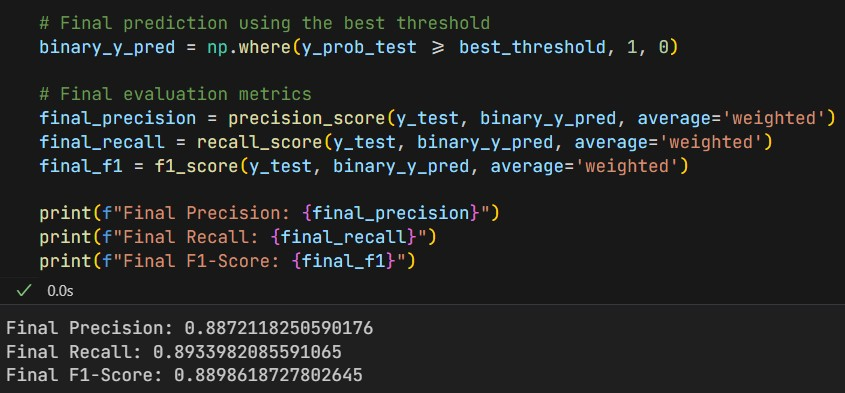 # Final prediction using the best threshold
binary_y_pred = np.where(y_prob_test ⩾ best_threshold, 1, 0)
# Final evaluation metrics
final_precision = precision_score(y_test, binary_y_pred, average='weighted')
final_recall = recall_score(y_test, binary_y_pred, average='weighted')
final_f1 = f1_score(y_test, binary_y_pred, average='weighted')
print(f"Final Precision: {final_precision}")
print(f"Final Recall: {final_recall}")
print(f"Final F1-Score: {final_f1}")
0.0s
Final Precision: 0.8872118250590176
Final Recall: 0.8933982085591065
Final F1-Score: 0.8898618727802645